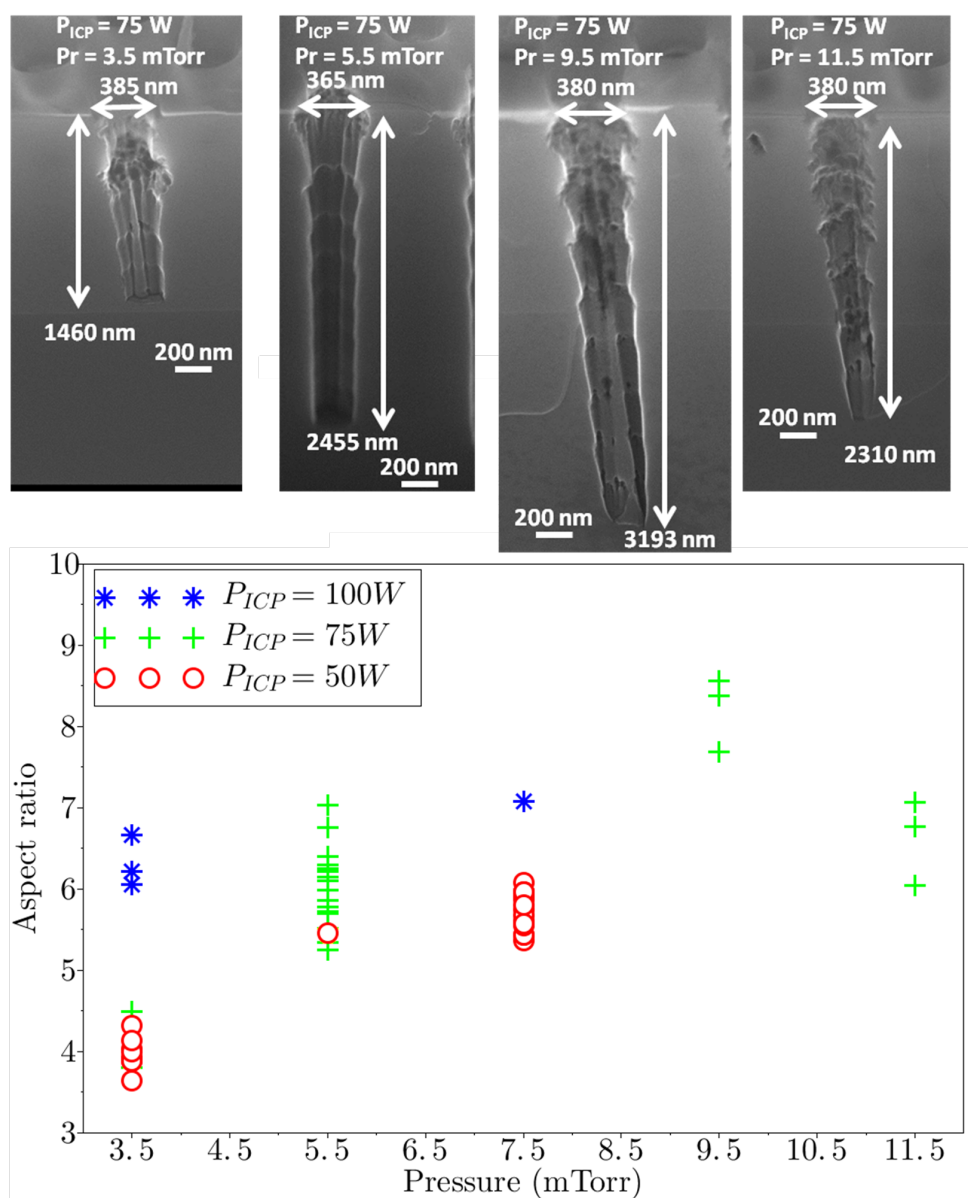 P_ICP = 75 W
Pr = 3.5 mTorr
385 nm
1460 nm
200 nm
P_ICP = 75 W
Pr = 5.5 mTorr
365 nm
2455 nm
200 nm
P_ICP = 75 W
Pr = 9.5 mTorr
380 nm
200 nm
3193 nm
P_ICP = 75 W
Pr = 11.5 mTorr
380 nm
200 nm
2310 nm
P_ICP = 100W
P_ICP = 75W
P_ICP = 50W
Aspect ratio
10
9
8
7
6
5
4
3
3.5 4.5 5.5 6.5 7.5 8.5 9.5 10.5 11.5
Pressure (mTorr)